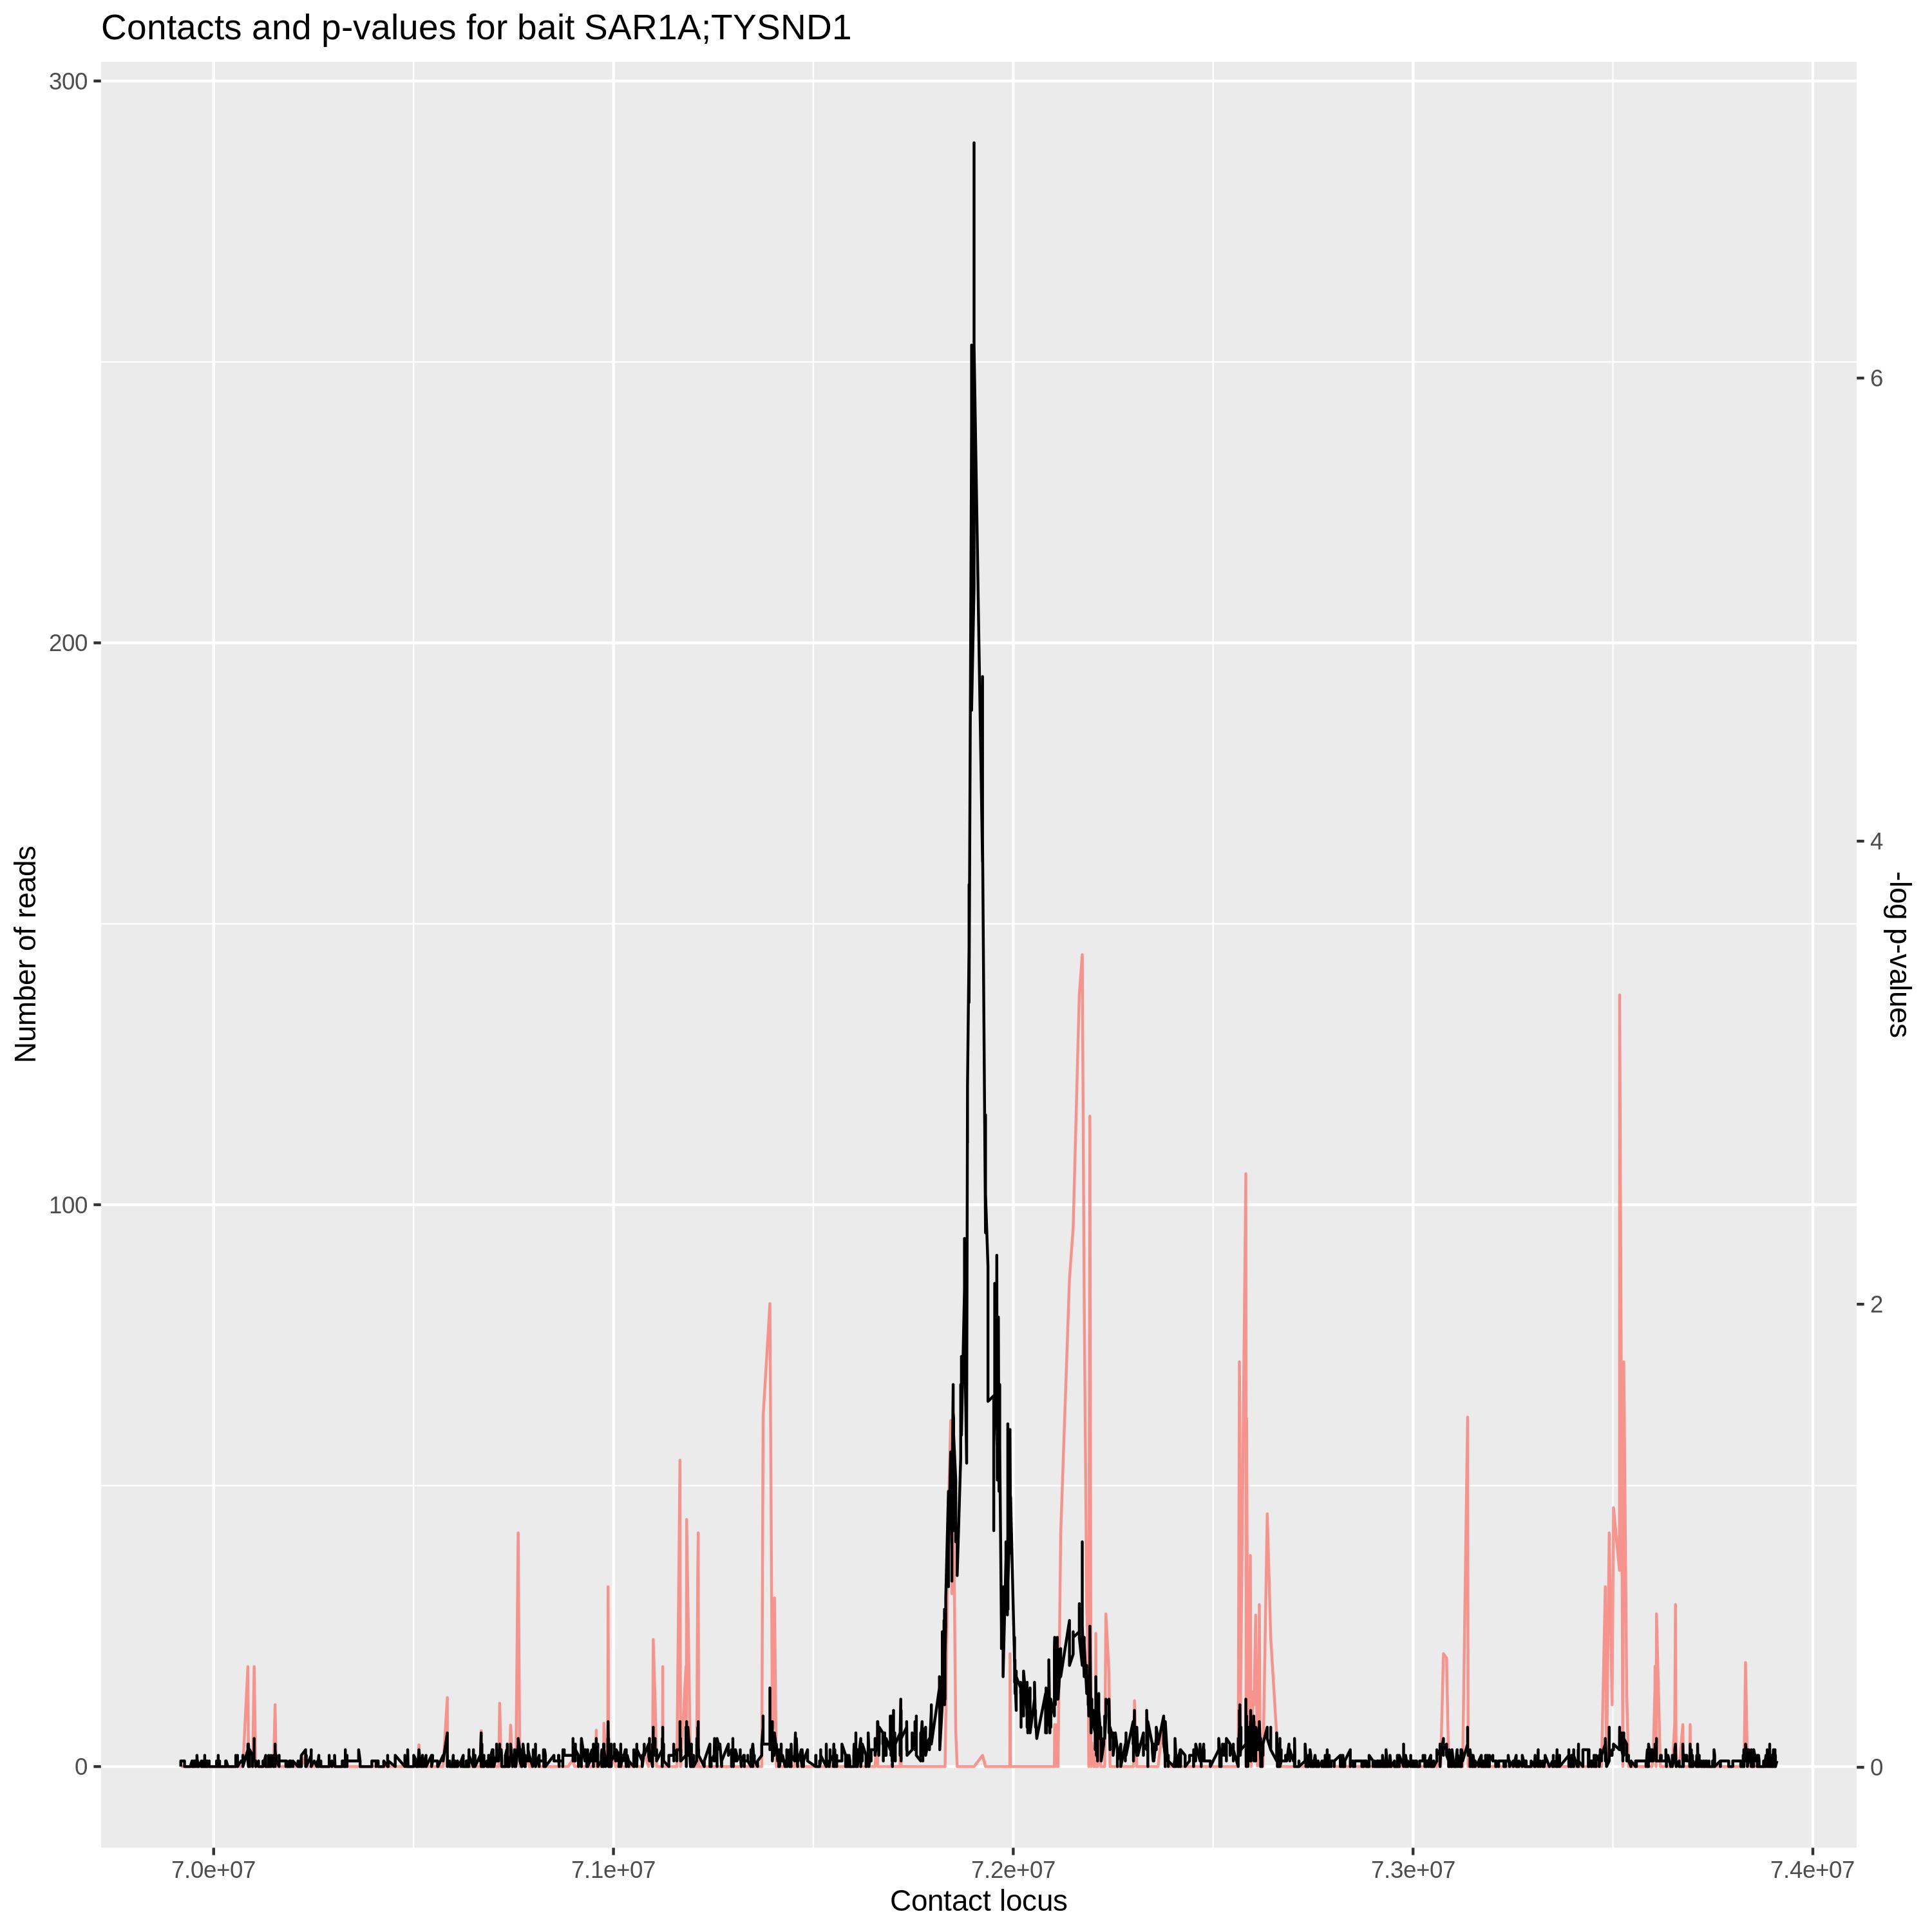 Contacts and p-values for bait SAR1A;TYSND1
300
200
100
0
6
4
2
0
Number of reads
-log p-values
7.0e+07
7.1e+07
7.2e+07
7.3e+07
7.4e+07
Contact locus